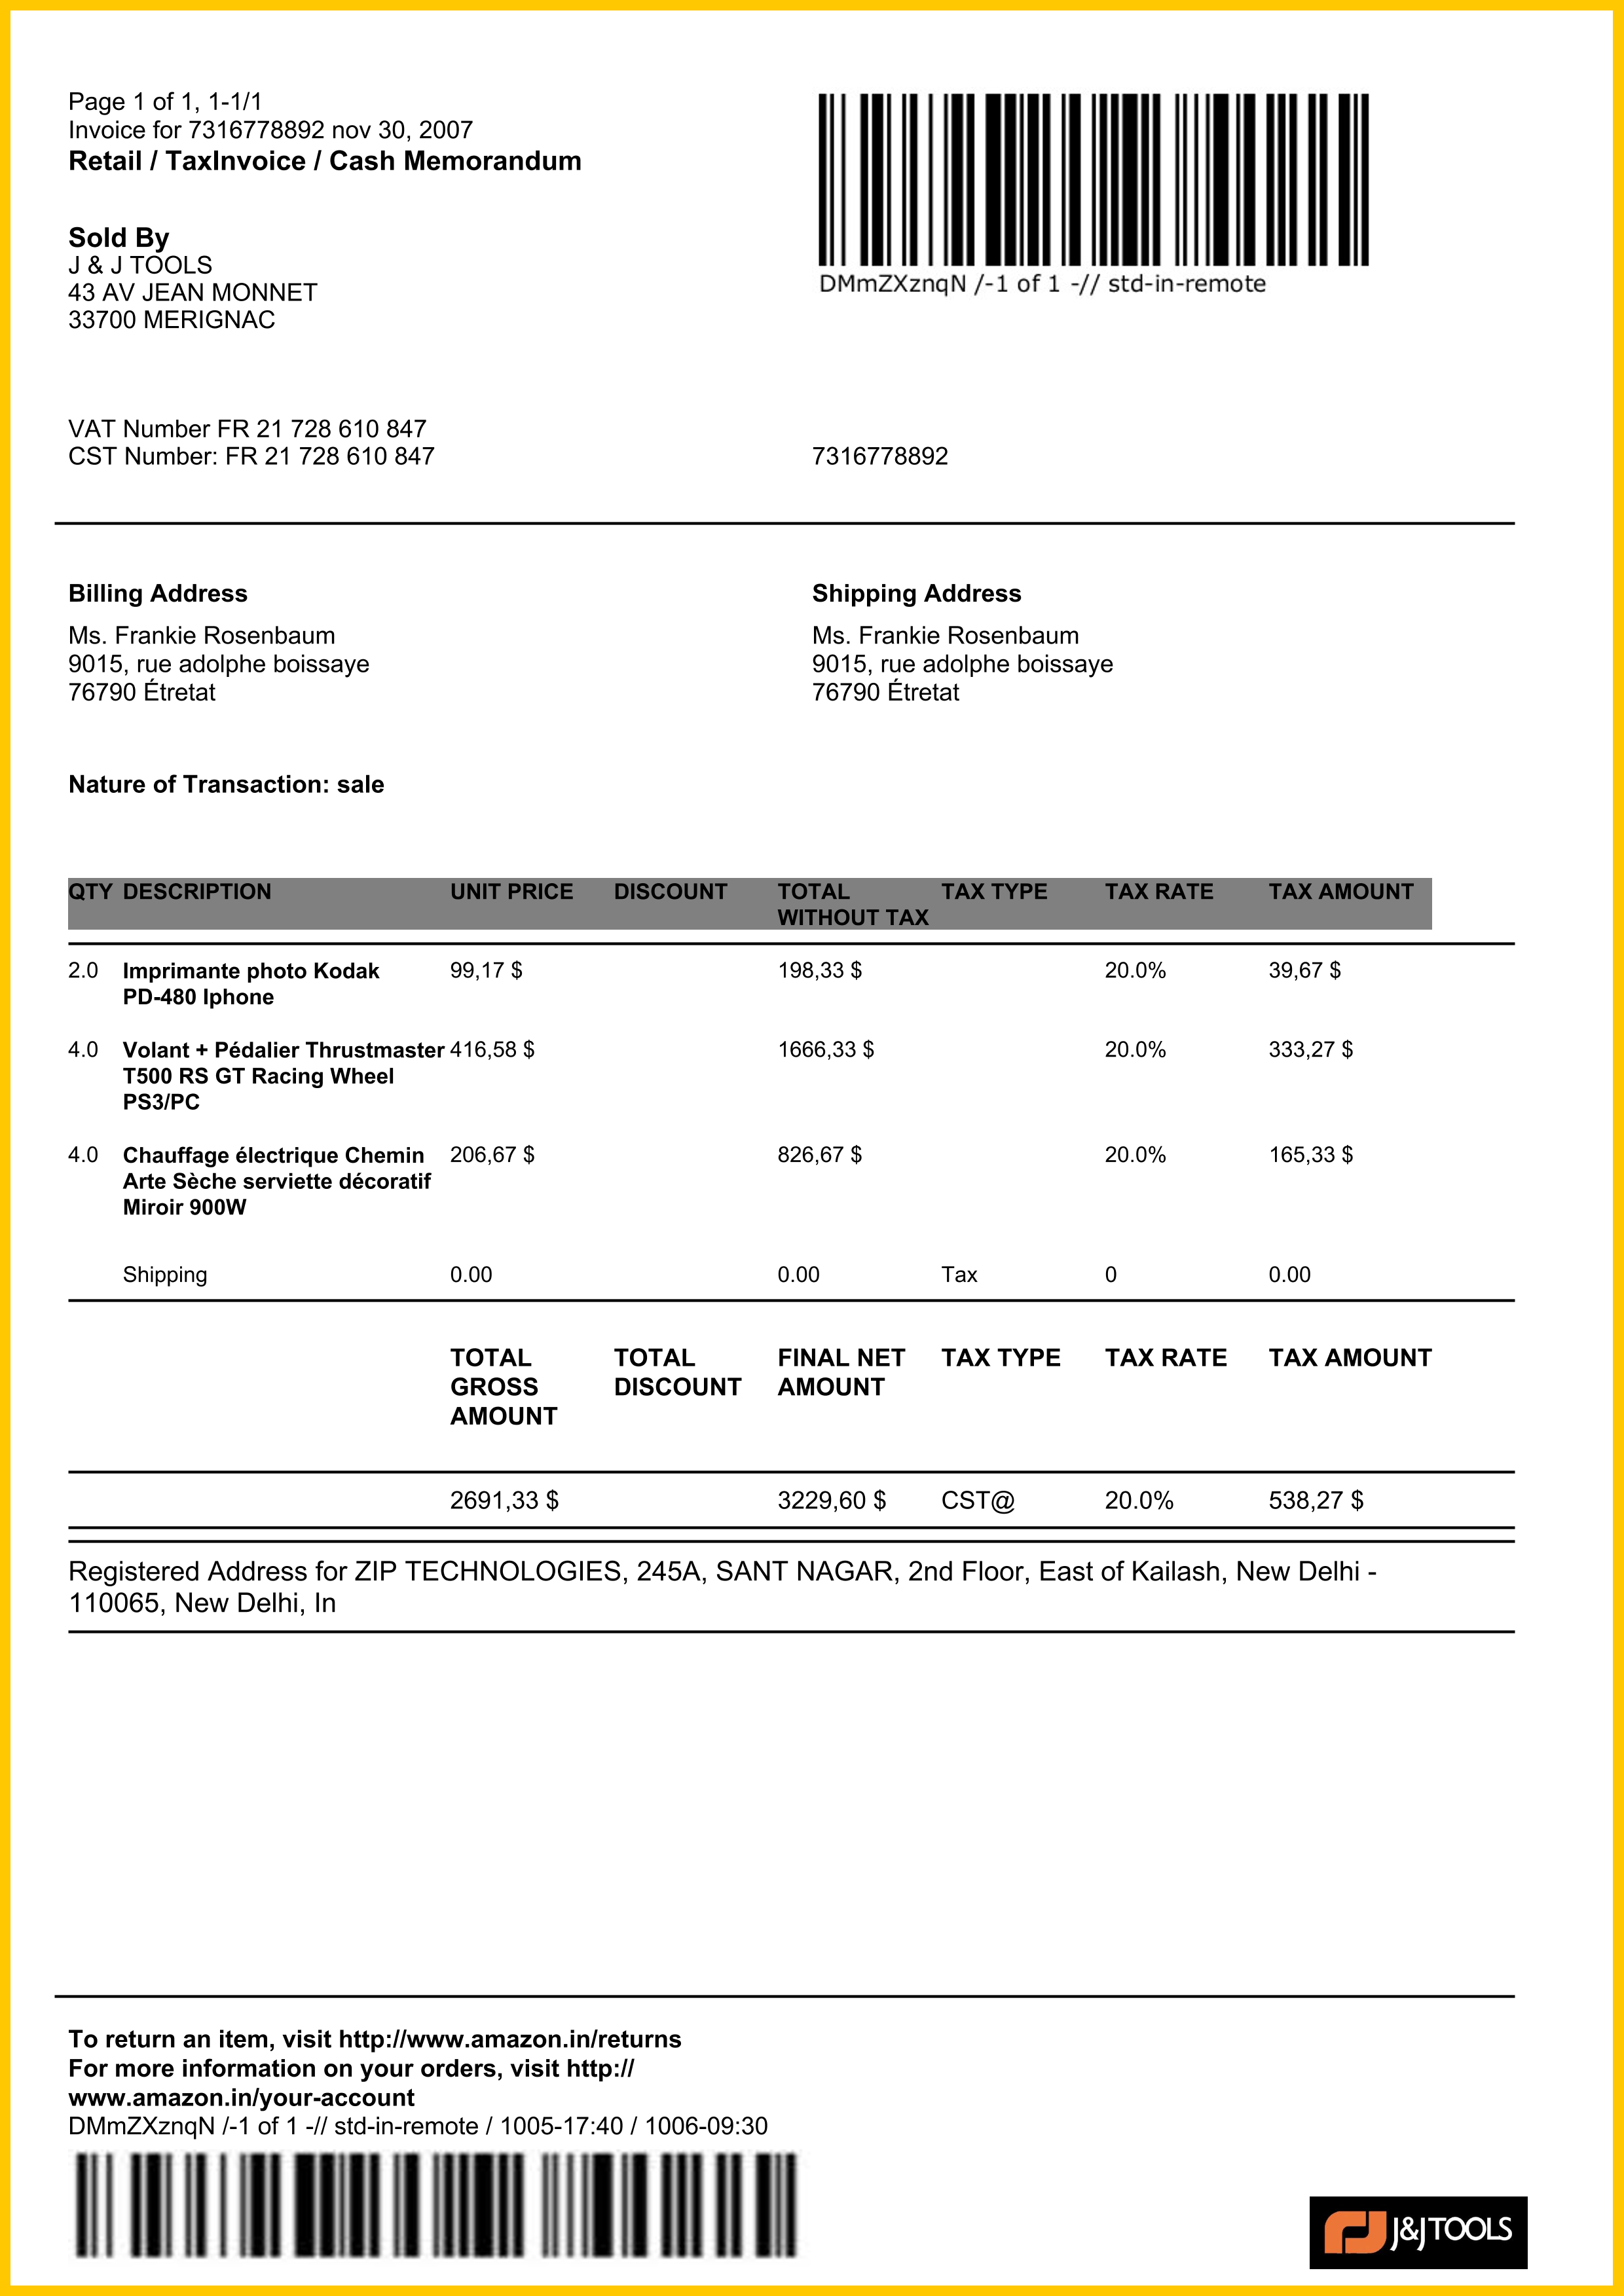 Page 1 of 1, 1-1/1
Invoice for 7316778892 nov 30, 2007
Retail / TaxInvoice / Cash Memorandum
DMmZXznqN /-1 of 1 -// std-in-remote
Sold By
J & J TOOLS
43 AV JEAN MONNET
33700 MERIGNAC
VAT Number FR 21 728 610 847
CST Number: FR 21 728 610 847
7316778892
Billing Address
Ms. Frankie Rosenbaum
9015, rue adolphe boissaye
76790 Étretat
Shipping Address
Ms. Frankie Rosenbaum
9015, rue adolphe boissaye
76790 Étretat
Nature of Transaction: sale
QTY DESCRIPTION UNIT PRICE DISCOUNT TOTAL TAX TYPE TAX RATE TAX AMOUNT
WITHOUT TAX
2.0 Imprimante photo Kodak 99,17 $ 198,33 $ 20.0% 39,67 $
PD-480 Iphone
4.0 Volant + Pédalier Thrustmaster 416,58 $ 1666,33 $ 20.0% 333,27 $
T500 RS GT Racing Wheel
PS3/PC
4.0 Chauffage électrique Chemin 206,67 $ 826,67 $ 20.0% 165,33 $
Arte Sèche serviette décoratif
Miroir 900W
Shipping 0.00 0.00 Tax 0 0.00
TOTAL TOTAL FINAL NET TAX TYPE TAX RATE TAX AMOUNT
GROSS DISCOUNT AMOUNT
AMOUNT
2691,33 $ 3229,60 $ CST@ 20.0% 538,27 $
Registered Address for ZIP TECHNOLOGIES, 245A, SANT NAGAR, 2nd Floor, East of Kailash, New Delhi -
110065, New Delhi, In
To return an item, visit http://www.amazon.in/returns
For more information on your orders, visit http://
www.amazon.in/your-account
DMmZXznqN /-1 of 1 -// std-in-remote / 1005-17:40 / 1006-09:30
J&J TOOLS